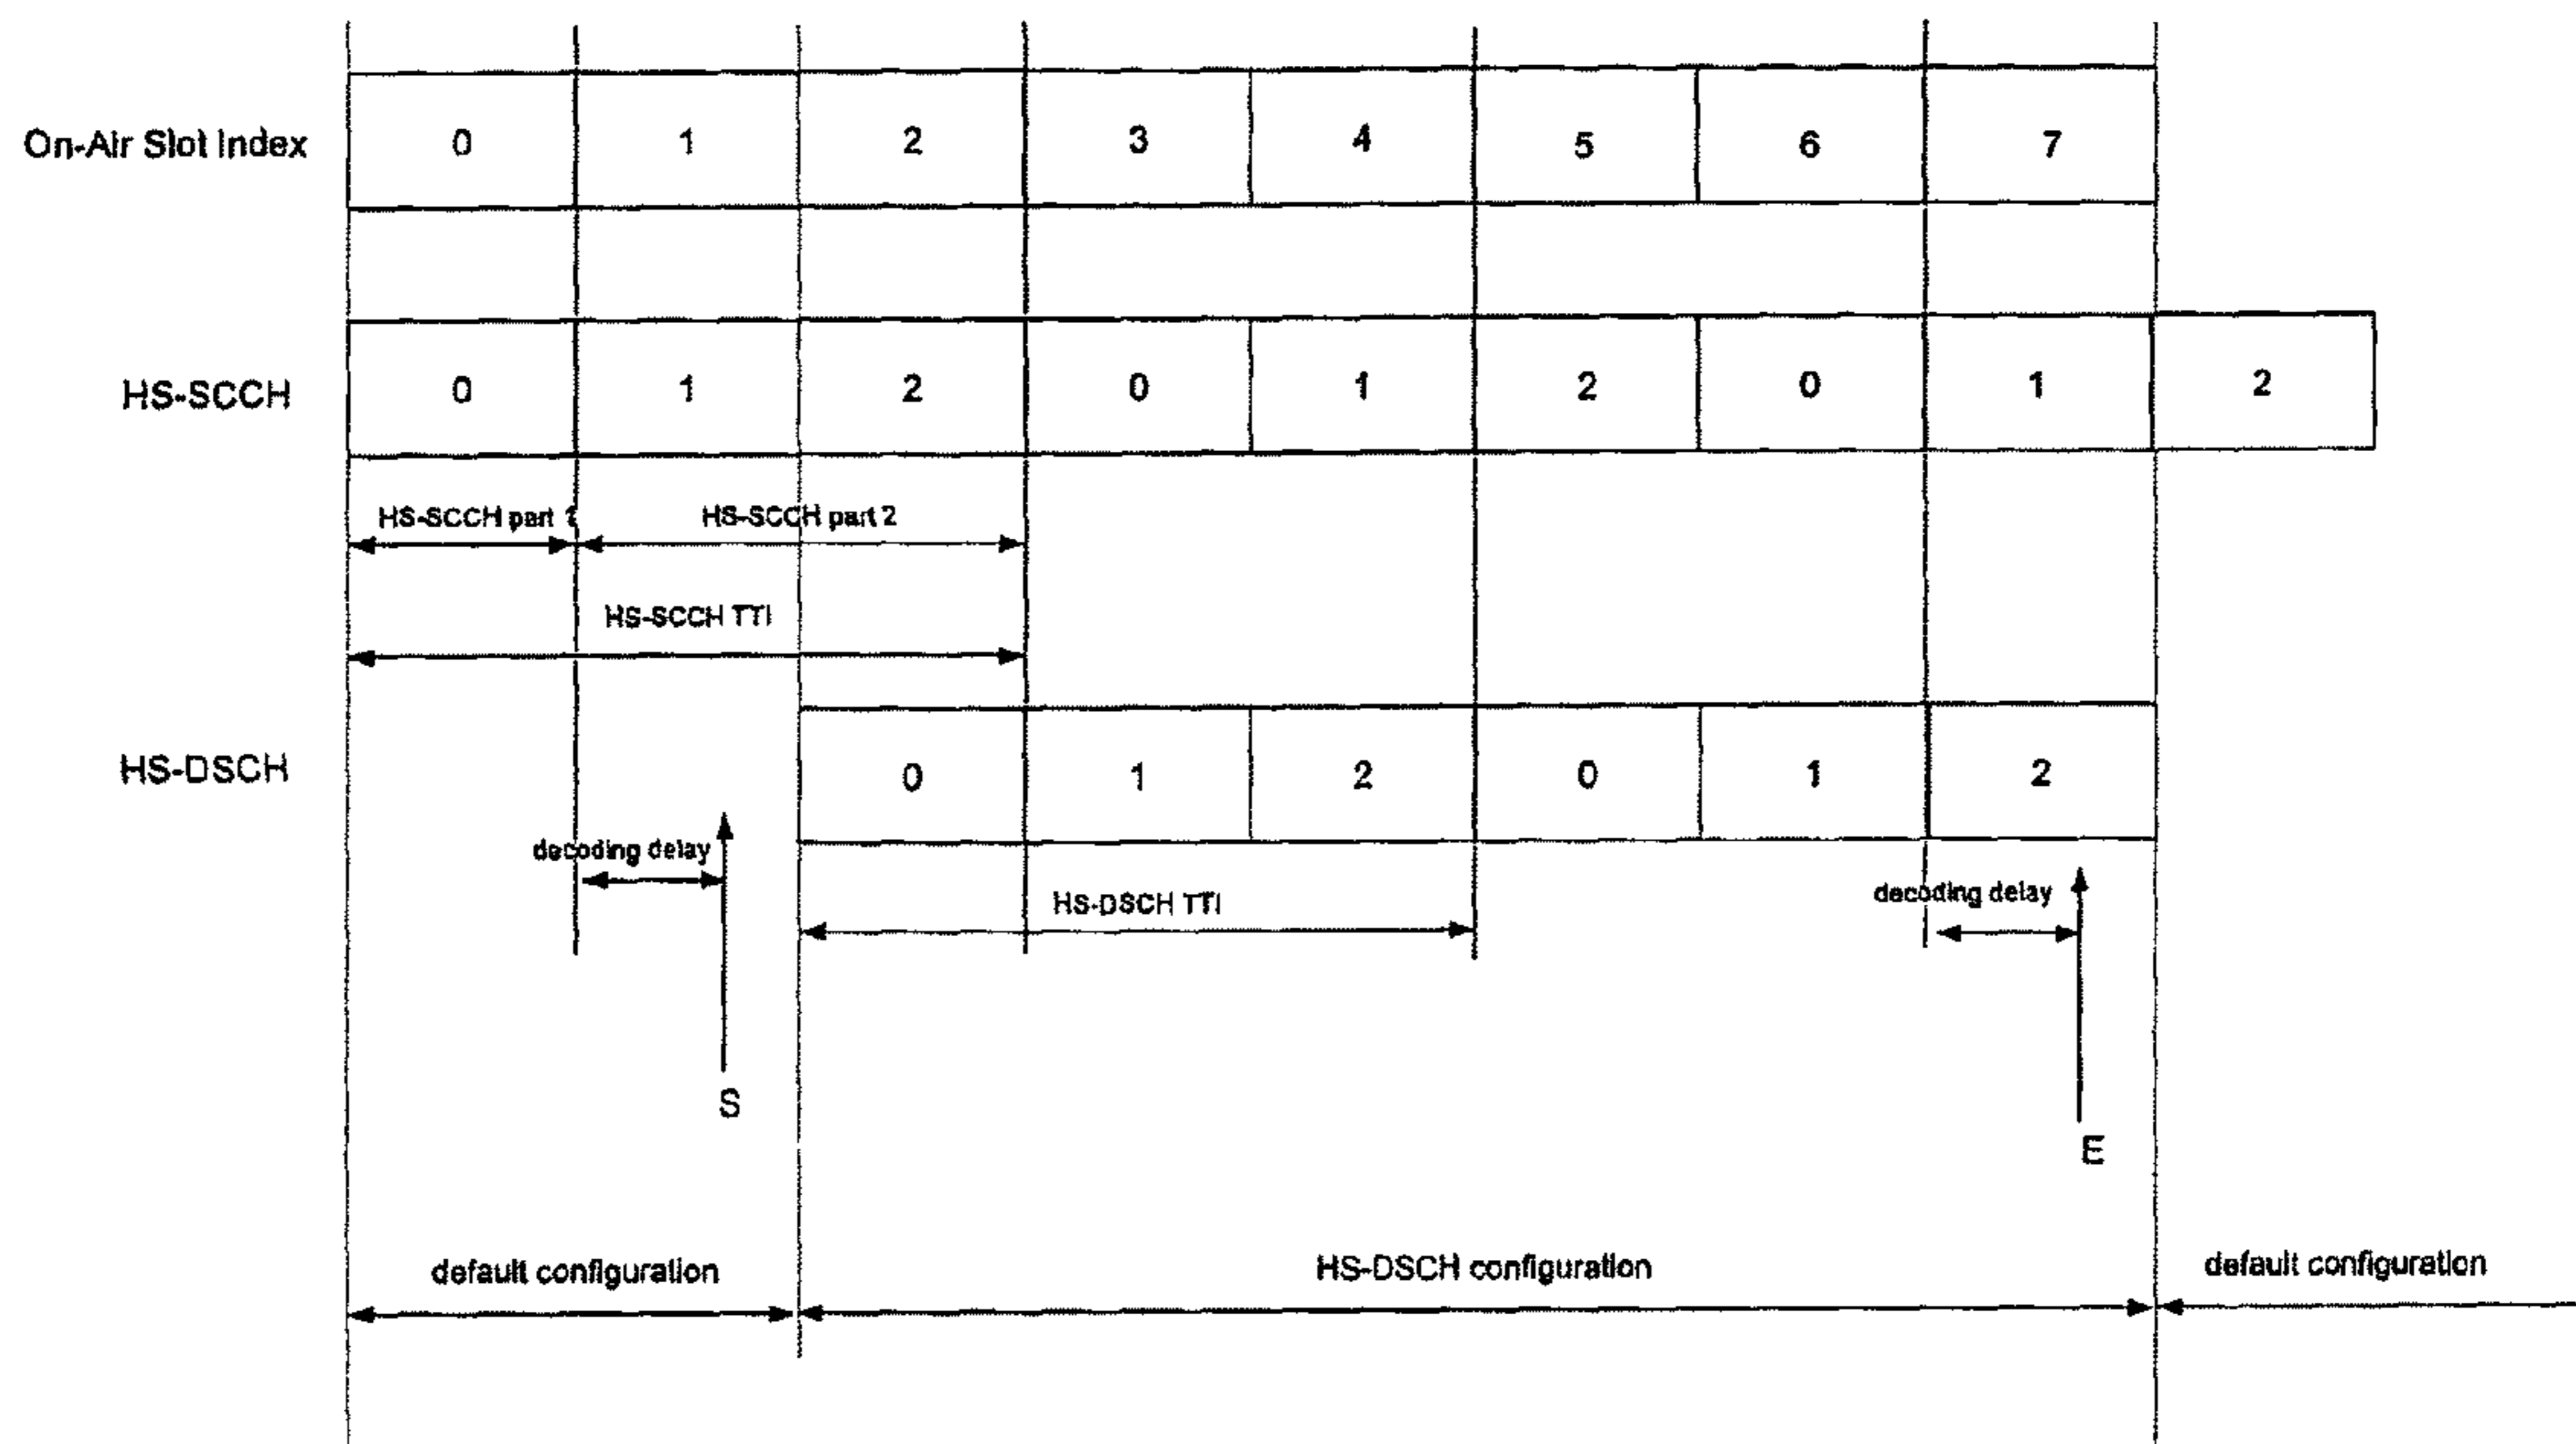 On-Air Slot Index 0 1 2 3 4 5 6 7
HS-SCCH 0 1 2 0 1 2 0 1 2
HS-SCCH part 1 HS-SCCH part 2
HS-SCCH TTI
HS-DSCH 0 1 2 0 1 2
decoding delay
HS-DSCH TTI
decoding delay
S
E
default configuration HS-DSCH configuration default configuration